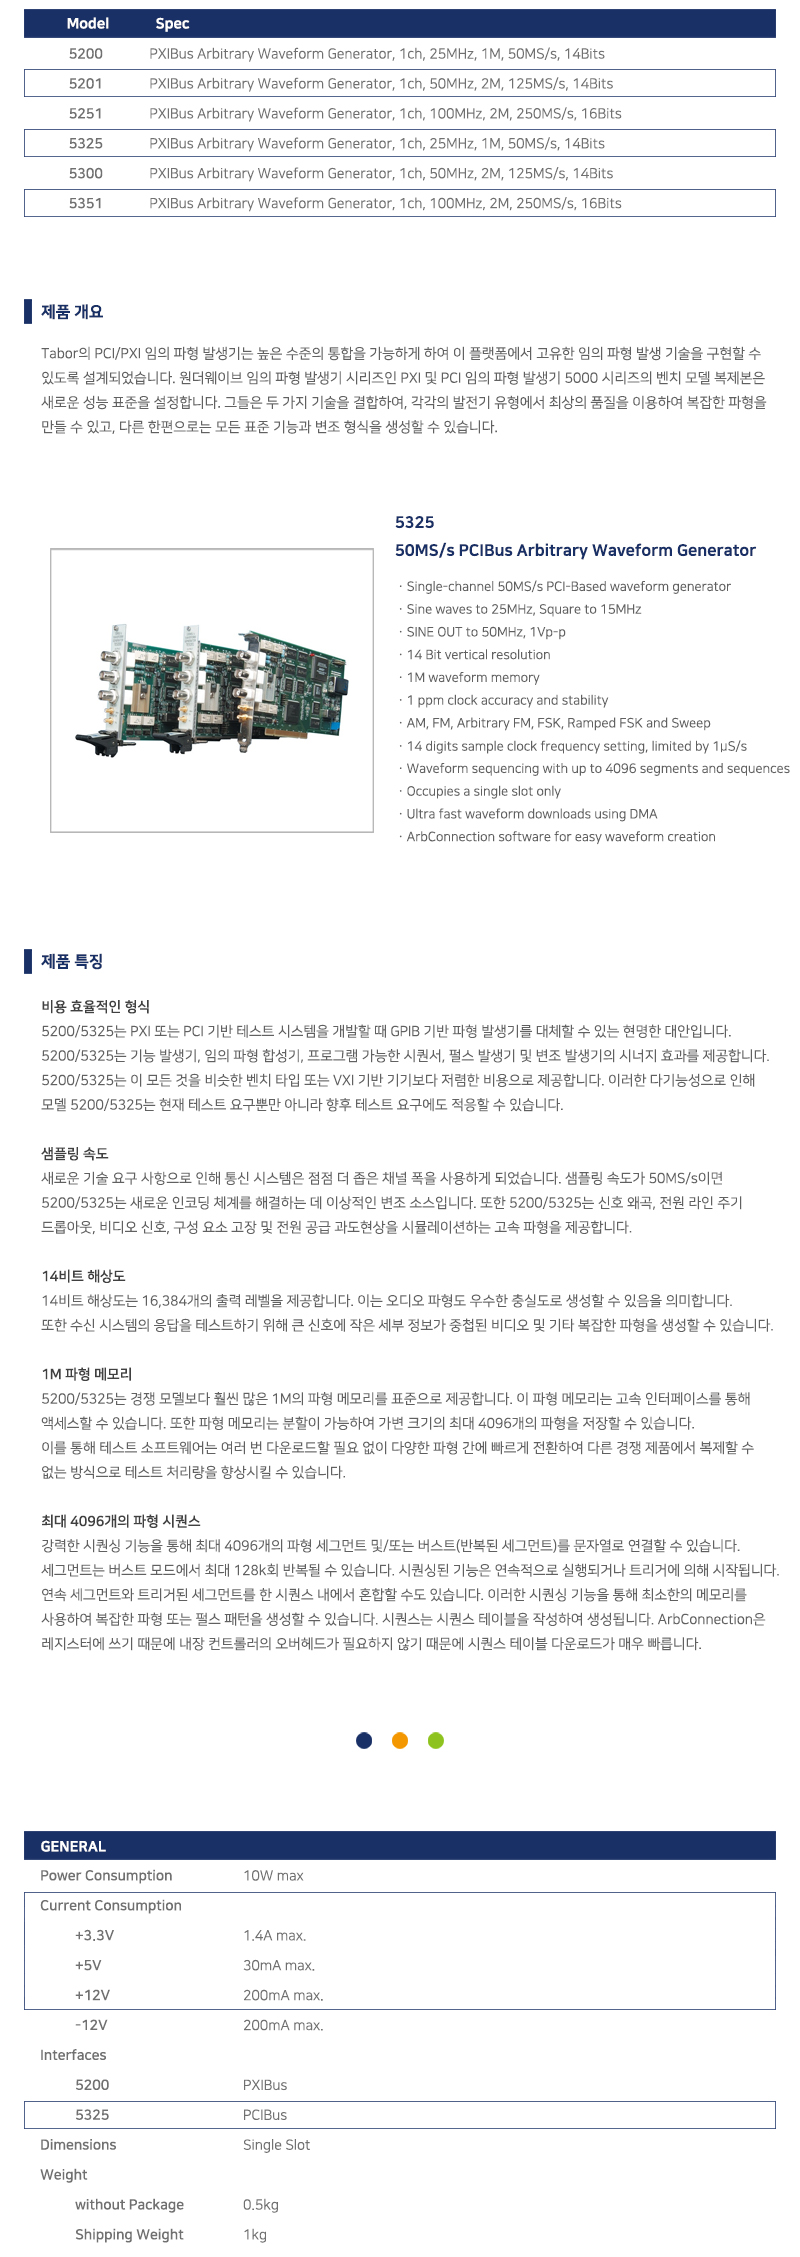 Model Spec
5200 PXIBus Arbitrary Waveform Generator, 1ch, 25MHz, 1M, 50MS/s, 14Bits
5201 PXIBus Arbitrary Waveform Generator, 1ch, 50MHz, 2M, 125MS/s, 14Bits
5251 PXIBus Arbitrary Waveform Generator, 1ch, 100MHz, 2M, 250MS/s, 16Bits
5325 PXIBus Arbitrary Waveform Generator, 1ch, 25MHz, 1M, 50MS/s, 14Bits
5300 PXIBus Arbitrary Waveform Generator, 1ch, 50MHz, 2M, 125MS/s, 14Bits
5351 PXIBus Arbitrary Waveform Generator, 1ch, 100MHz, 2M, 250MS/s, 16Bits
제품 개요
Tabor의 PCI/PXI 임의 파형 발생기는 높은 수준의 통합을 가능하게 하여 이 플랫폼에서 고유한 임의 파형 발생 기술을 구현할 수
있도록 설계되었습니다. 원더웨이브 임의 파형 발생기 시리즈인 PXI 및 PCI 임의 파형 발생기 5000 시리즈의 벤치 모델 복제본은
새로운 성능 표준을 설정합니다. 그들은 두 가지 기술을 결합하여, 각각의 발전기 유형에서 최상의 품질을 이용하여 복잡한 파형을
만들 수 있고, 다른 한편으로는 모든 표준 기능과 변조 형식을 생성할 수 있습니다.
5325
50MS/s PCIBus Arbitrary Waveform Generator
· Single-channel 50MS/s PCI-Based waveform generator
· Sine waves to 25MHz, Square to 15MHz
· SINE OUT to 50MHz, 1Vp-p
· 14 Bit vertical resolution
· 1M waveform memory
· 1 ppm clock accuracy and stability
· AM, FM, Arbitrary FM, FSK, Ramped FSK and Sweep
· 14 digits sample clock frequency setting, limited by 1µS/s
· Waveform sequencing with up to 4096 segments and sequences
· Occupies a single slot only
· Ultra fast waveform downloads using DMA
· ArbConnection software for easy waveform creation
제품 특징
비용 효율적인 형식
5200/5325는 PXI 또는 PCI 기반 테스트 시스템을 개발할 때 GPIB 기반 파형 발생기를 대체할 수 있는 현명한 대안입니다.
5200/5325는 기능 발생기, 임의 파형 합성기, 프로그램 가능한 시퀀서, 펄스 발생기 및 변조 발생기의 시너지 효과를 제공합니다.
5200/5325는 이 모든 것을 비슷한 벤치 타입 또는 VXI 기반 기기보다 저렴한 비용으로 제공합니다. 이러한 다기능성으로 인해
모델 5200/5325는 현재 테스트 요구뿐만 아니라 향후 테스트 요구에도 적응할 수 있습니다.
샘플링 속도
새로운 기술 요구 사항으로 인해 통신 시스템은 점점 더 좁은 채널 폭을 사용하게 되었습니다. 샘플링 속도가 50MS/s이면
5200/5325는 새로운 인코딩 체계를 해결하는 데 이상적인 변조 소스입니다. 또한 5200/5325는 신호 왜곡, 전원 라인 주기
드롭아웃, 비디오 신호, 구성 요소 고장 및 전원 공급 과도현상을 시뮬레이션하는 고속 파형을 제공합니다.
14비트 해상도
14비트 해상도는 16,384개의 출력 레벨을 제공합니다. 이는 오디오 파형도 우수한 충실도로 생성할 수 있음을 의미합니다.
또한 수신 시스템의 응답을 테스트하기 위해 큰 신호에 작은 세부 정보가 중첩된 비디오 및 기타 복잡한 파형을 생성할 수 있습니다.
1M 파형 메모리
5200/5325는 경쟁 모델보다 훨씬 많은 1M의 파형 메모리를 표준으로 제공합니다. 이 파형 메모리는 고속 인터페이스를 통해
액세스할 수 있습니다. 또한 파형 메모리는 분할이 가능하여 가변 크기의 최대 4096개의 파형을 저장할 수 있습니다.
이를 통해 테스트 소프트웨어는 여러 번 다운로드할 필요 없이 다양한 파형 간에 빠르게 전환하여 다른 경쟁 제품에서 복제할 수
없는 방식으로 테스트 처리량을 향상시킬 수 있습니다.
최대 4096개의 파형 시퀀스
강력한 시퀀싱 기능을 통해 최대 4096개의 파형 세그먼트 및/또는 버스트(반복된 세그먼트)를 문자열로 연결할 수 있습니다.
세그먼트는 버스트 모드에서 최대 128k회 반복될 수 있습니다. 시퀀싱된 기능은 연속적으로 실행되거나 트리거에 의해 시작됩니다.
연속 세그먼트와 트리거된 세그먼트를 한 시퀀스 내에서 혼합할 수도 있습니다. 이러한 시퀀싱 기능을 통해 최소한의 메모리를
사용하여 복잡한 파형 또는 펄스 패턴을 생성할 수 있습니다. 시퀀스는 시퀀스 테이블을 작성하여 생성됩니다. ArbConnection은
레지스터에 쓰기 때문에 내장 컨트롤러의 오버헤드가 필요하지 않기 때문에 시퀀스 테이블 다운로드가 매우 빠릅니다.
GENERAL
Power Consumption 10W max
Current Consumption
+3.3V 1.4A max.
+5V 30mA max.
+12V 200mA max.
-12V 200mA max.
Interfaces
5200 PXIBus
5325 PCIBus
Dimensions Single Slot
Weight
without Package 0.5kg
Shipping Weight 1kg